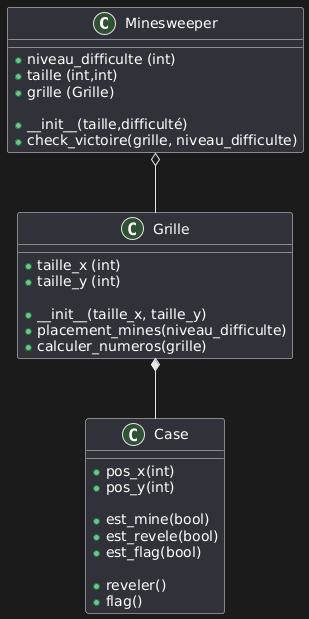 C Minesweeper
niveau_difficulte (int)
taille (int,int)
grille (Grille)
__init__(taille,difficulté)
check_victoire(grille, niveau_difficulte)
C Grille
taille_x (int)
taille_y (int)
__init__(taille_x, taille_y)
placement_mines(niveau_difficulte)
calculer_numeros(grille)
C Case
pos_x(int)
pos_y(int)
est_mine(bool)
est_revele(bool)
est_flag(bool)
reveler()
flag()